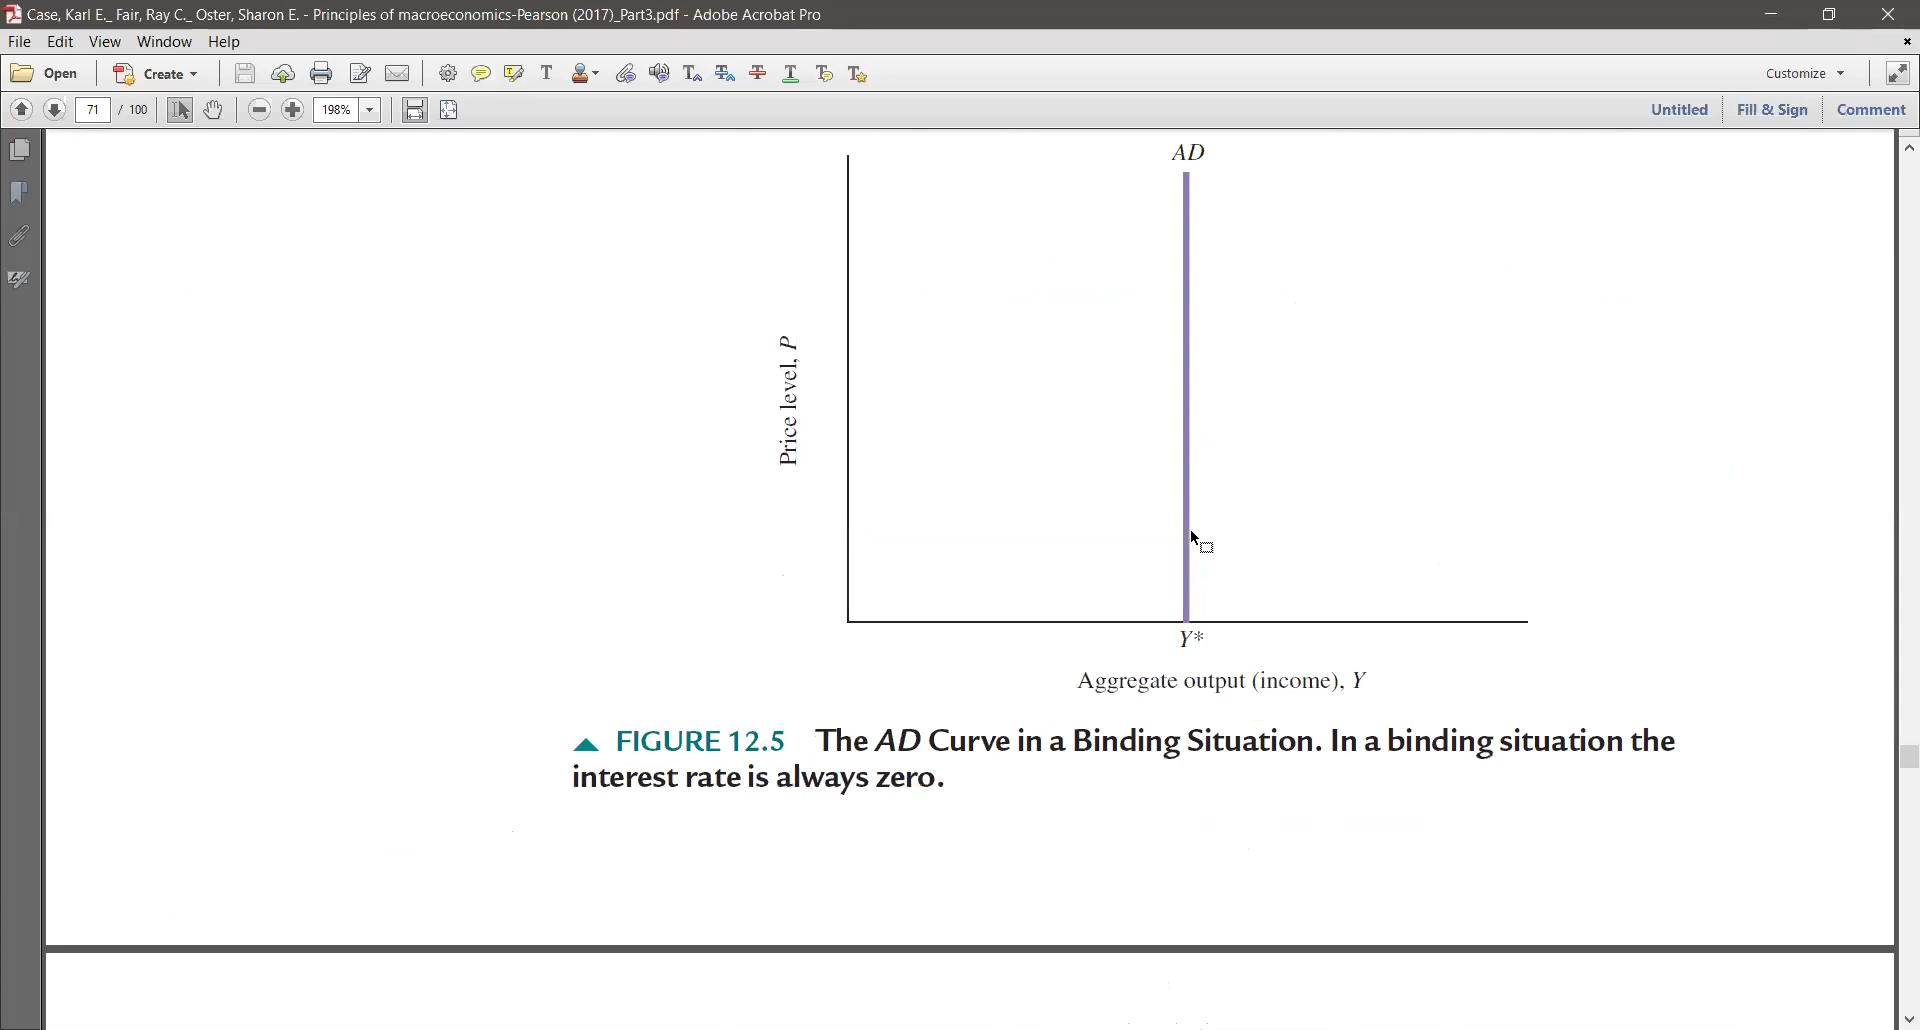 Case, Karl E._ Fair, Ray C._ Oster, Sharon E. - Principles of macroeconomics-Pearson (2017)_Part3.pdf - Adobe Acrobat Pro
File Edit View Window Help
Open Create Customize
71 / 100 198% Untitled Fill & Sign Comment
AD
Price level, P
Y*
Aggregate output (income), Y
▲ FIGURE 12.5 The AD Curve in a Binding Situation. In a binding situation the
interest rate is always zero.